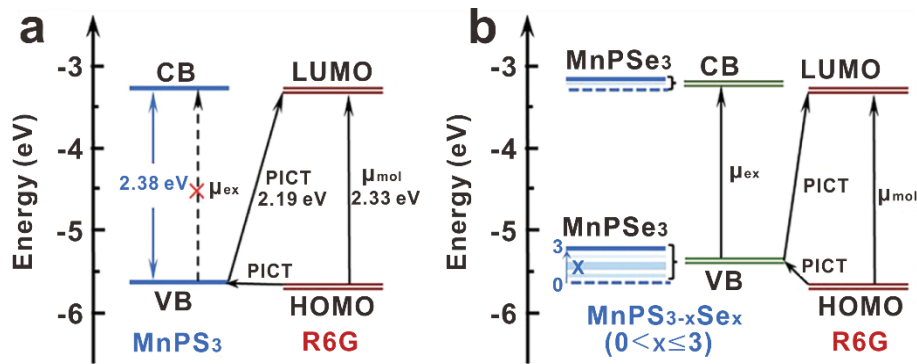 a
Energy (eV)
-3
-4
-5
-6
CB
LUMO
2.38 eV
μex
PICT
2.19 eV
μmol
2.33 eV
PICT
VB
HOMO
MnPS3
R6G
b
Energy (eV)
-3
-4
-5
-6
MnPSe3
CB
LUMO
μex
PICT
μmol
MnPSe3
3
X
0
PICT
VB
HOMO
MnPS3-xSex
(0<x≤3)
R6G